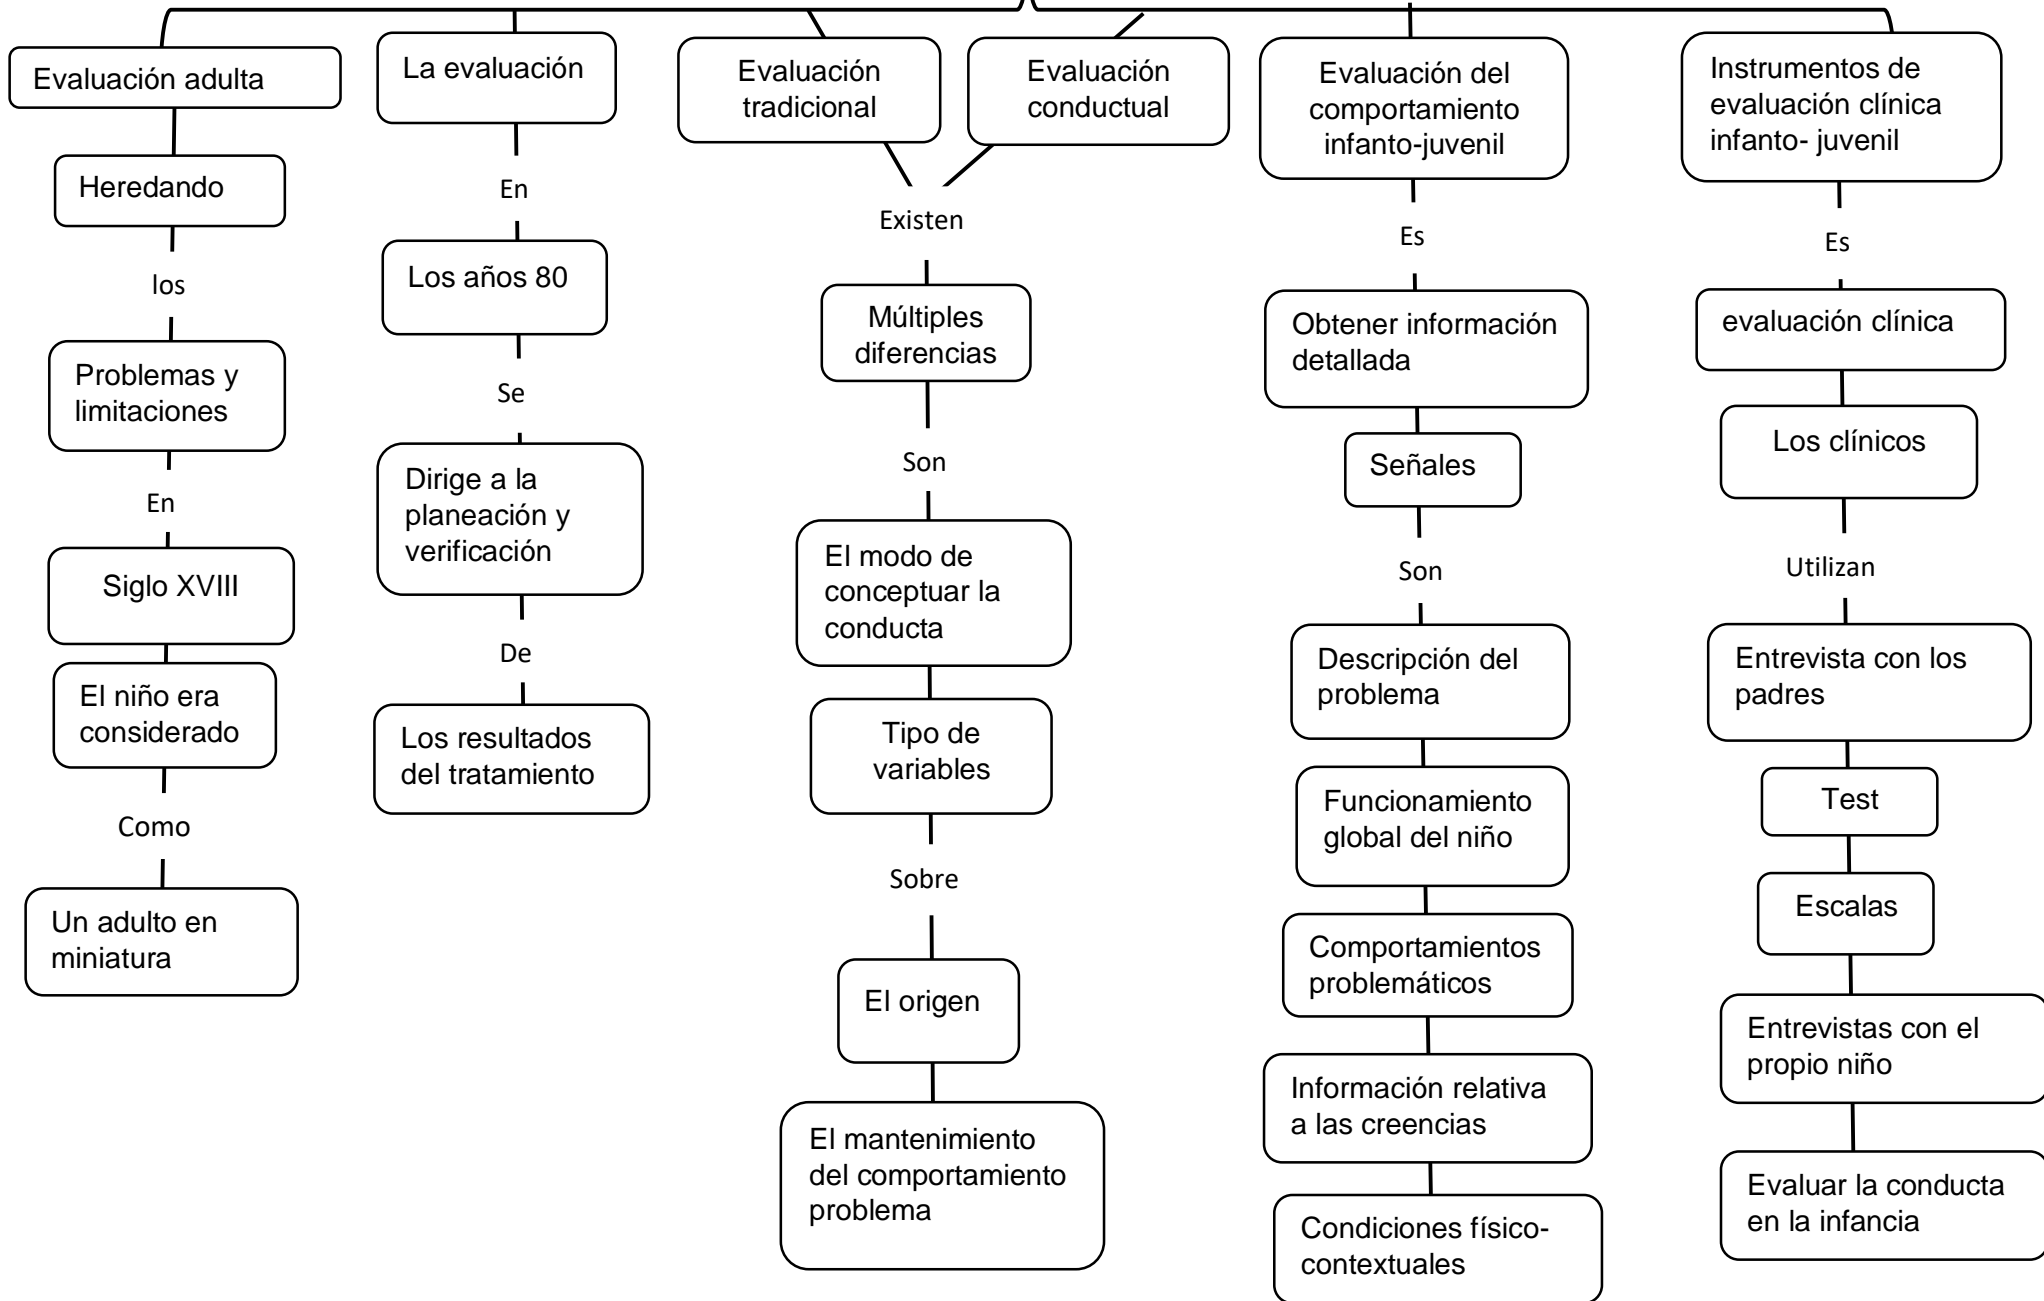 Evaluación adulta
Heredando
los
Problemas y
limitaciones
En
Siglo XVIII
El niño era
considerado
Como
Un adulto en
miniatura
La evaluación
En
Los años 80
Se
Dirige a la
planeación y
verificación
De
Los resultados
del tratamiento
Evaluación
tradicional
Evaluación
conductual
Existen
Múltiples
diferencias
Son
El modo de
conceptuar la
conducta
Tipo de
variables
Sobre
El origen
El mantenimiento
del comportamiento
problema
Evaluación del
comportamiento
infanto-juvenil
Es
Obtener información
detallada
Señales
Son
Descripción del
problema
Funcionamiento
global del niño
Comportamientos
problemáticos
Información relativa
a las creencias
Condiciones físico-
contextuales
Instrumentos de
evaluación clínica
infanto- juvenil
Es
evaluación clínica
Los clínicos
Utilizan
Entrevista con los
padres
Test
Escalas
Entrevistas con el
propio niño
Evaluar la conducta
en la infancia